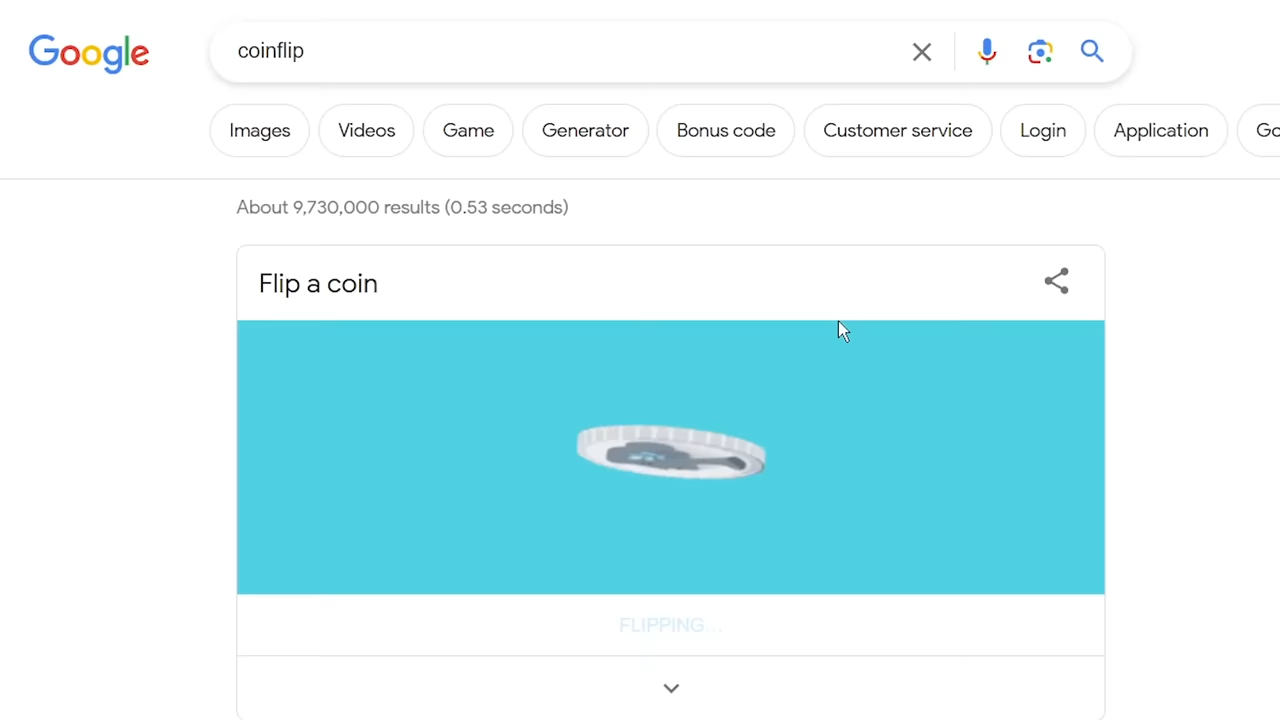 Google
coinflip
Images Videos Game Generator Bonus code Customer service Login Application
About 9,730,000 results (0.53 seconds)
Flip a coin
FLIPPING...